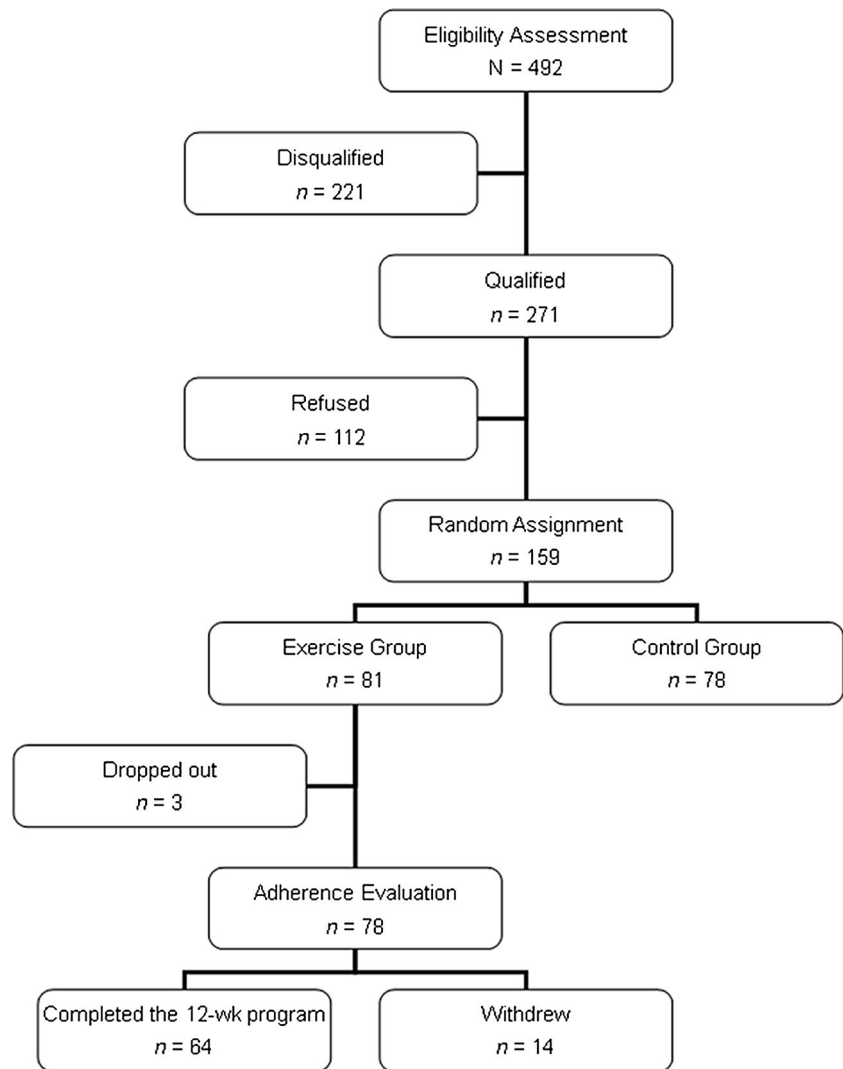 Eligibility Assessment
N = 492
Disqualified
n = 221
Qualified
n = 271
Refused
n = 112
Random Assignment
n = 159
Exercise Group
n = 81
Control Group
n = 78
Dropped out
n = 3
Adherence Evaluation
n = 78
Completed the 12-wk program
n = 64
Withdrew
n = 14